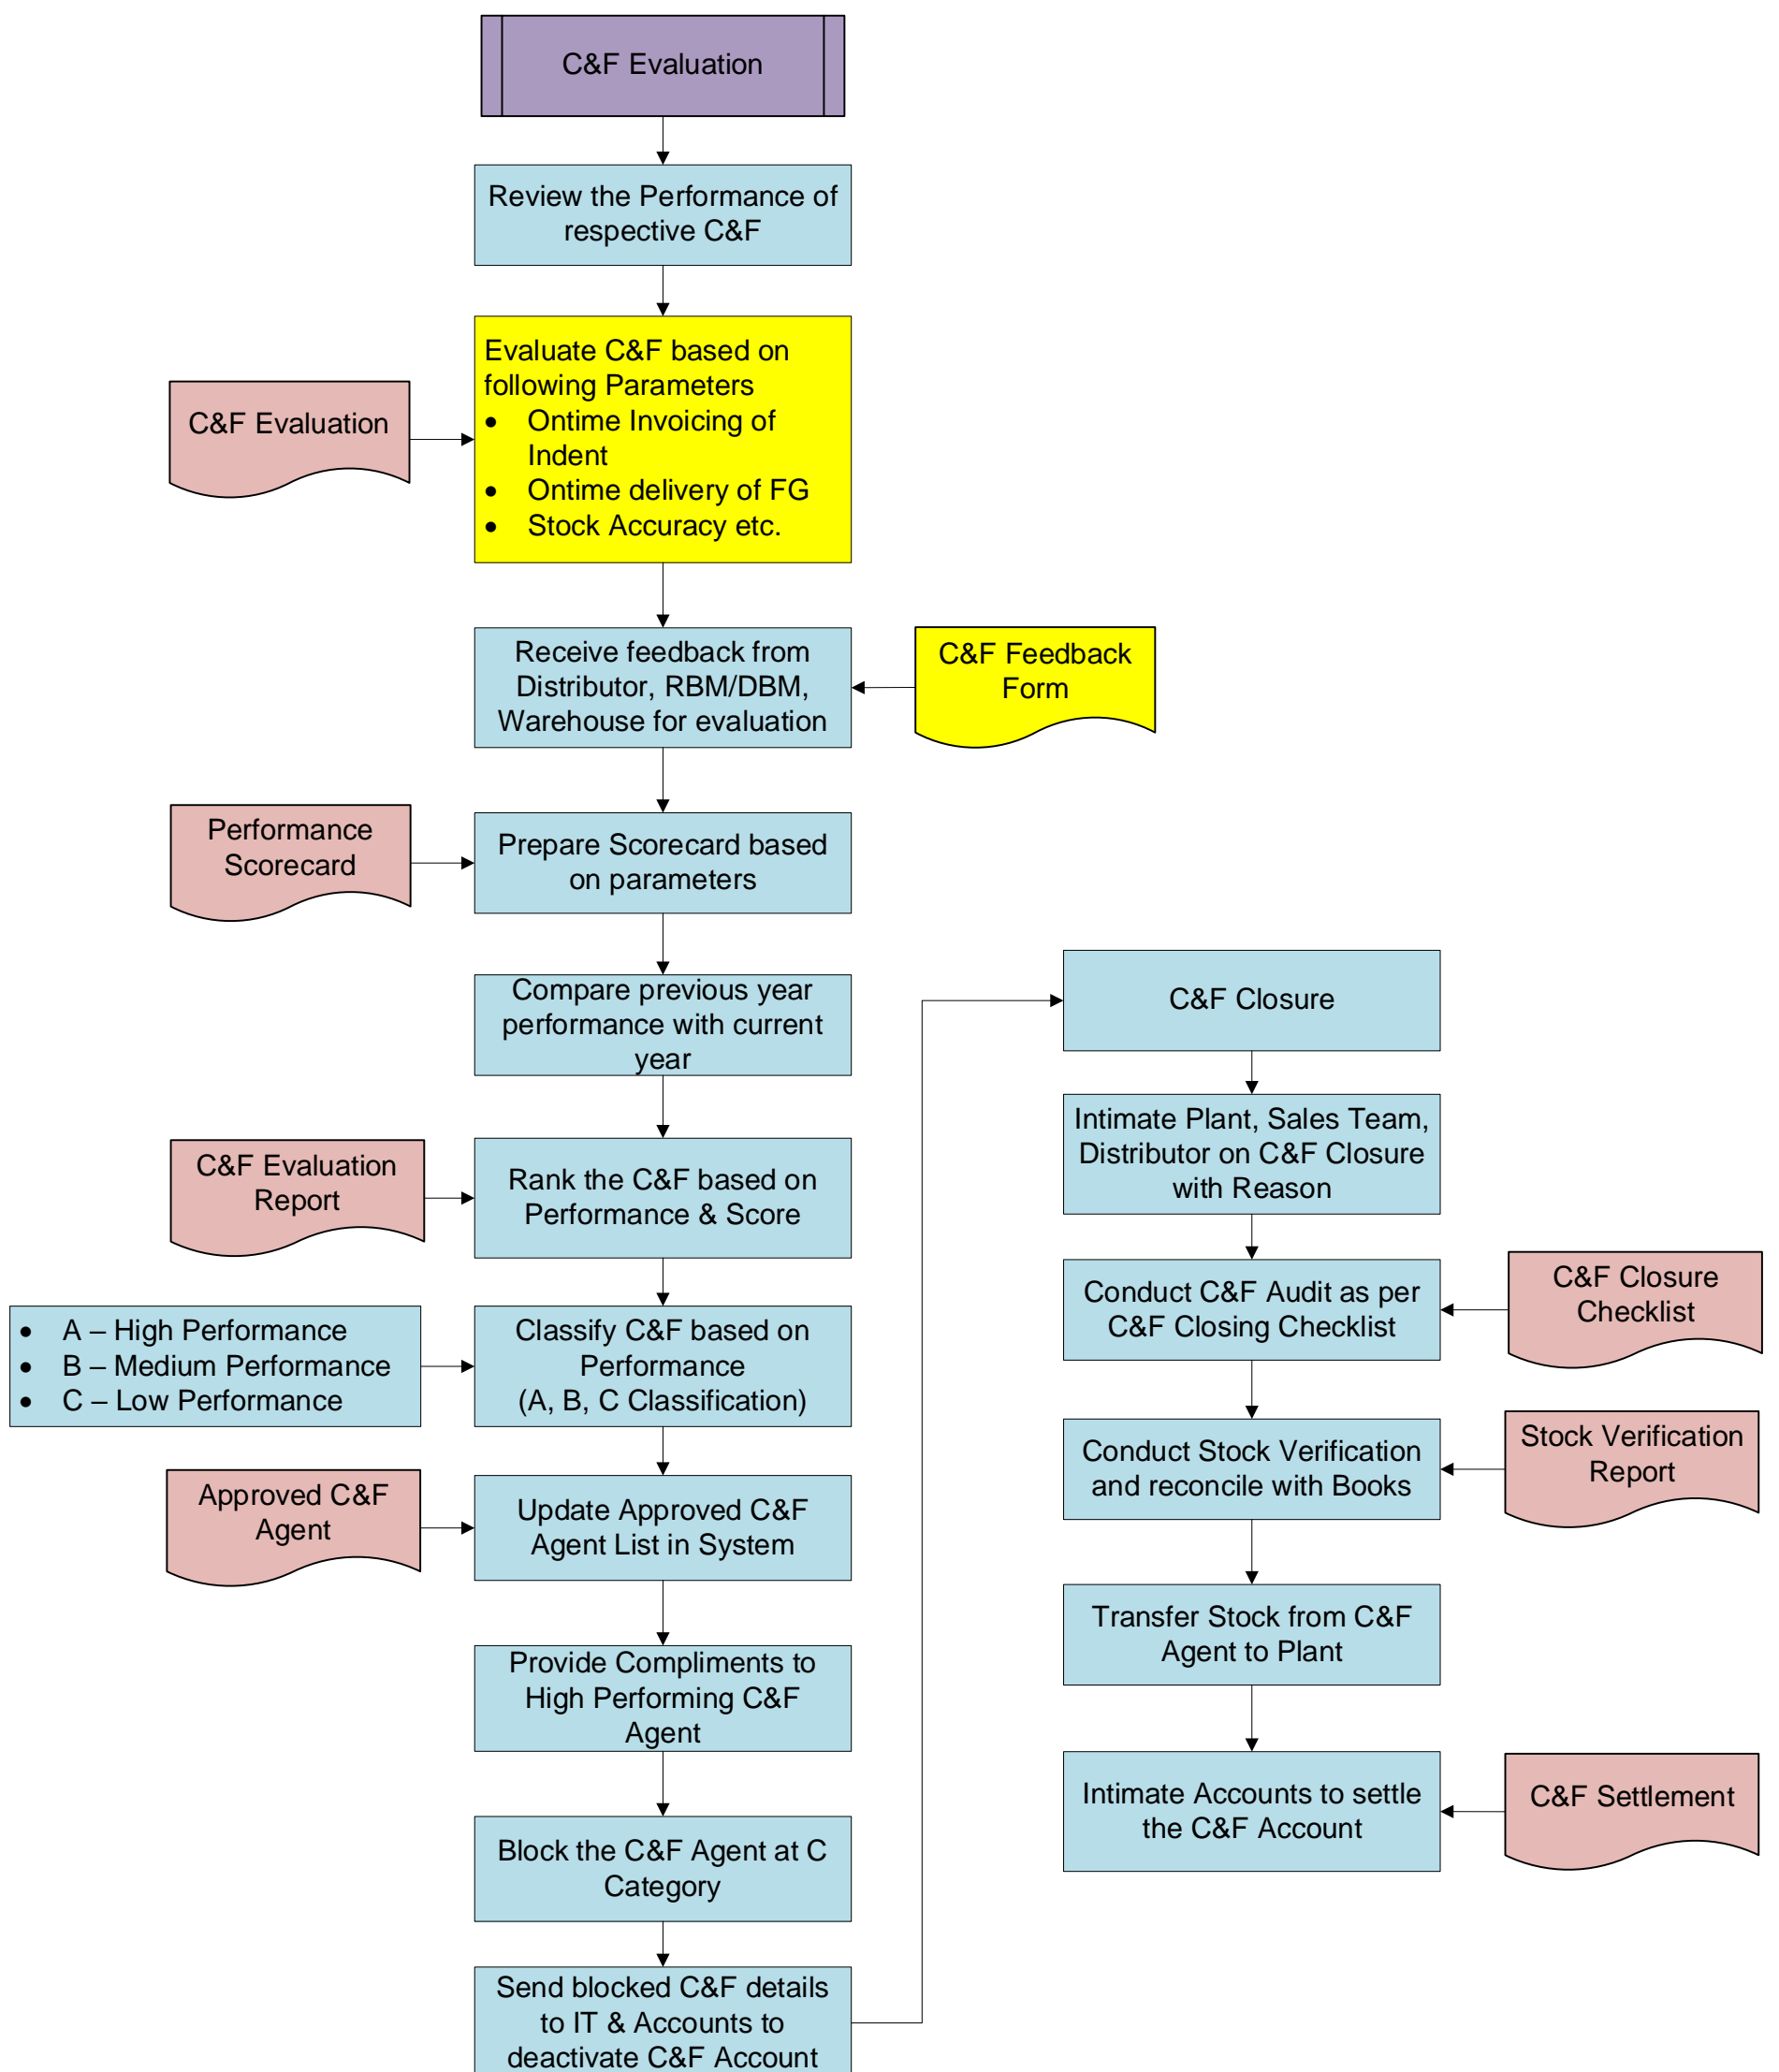 C&F Evaluation
Review the Performance of
respective C&F
C&F Evaluation
Evaluate C&F based on
following Parameters
• Ontime Invoicing of
Indent
• Ontime delivery of FG
• Stock Accuracy etc.
Receive feedback from
Distributor, RBM/DBM,
Warehouse for evaluation
C&F Feedback
Form
Performance
Scorecard
Prepare Scorecard based
on parameters
Compare previous year
performance with current
year
C&F Evaluation
Report
Rank the C&F based on
Performance & Score
• A – High Performance
• B – Medium Performance
• C – Low Performance
Classify C&F based on
Performance
(A, B, C Classification)
Approved C&F
Agent
Update Approved C&F
Agent List in System
Provide Compliments to
High Performing C&F
Agent
Block the C&F Agent at C
Category
Send blocked C&F details
to IT & Accounts to
deactivate C&F Account
C&F Closure
Intimate Plant, Sales Team,
Distributor on C&F Closure
with Reason
Conduct C&F Audit as per
C&F Closing Checklist
C&F Closure
Checklist
Conduct Stock Verification
and reconcile with Books
Stock Verification
Report
Transfer Stock from C&F
Agent to Plant
Intimate Accounts to settle
the C&F Account
C&F Settlement